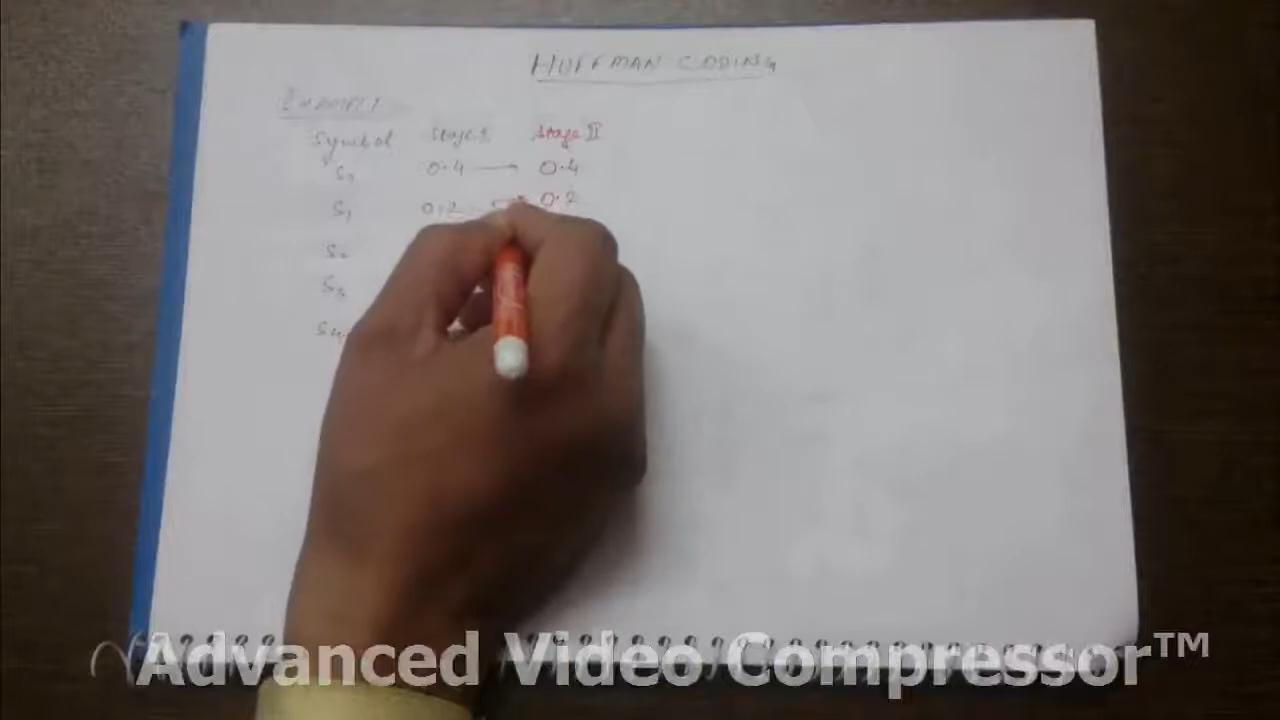 HUFFMAN CODING
EXAMPLE
Symbol Stage I Stage II
S₀ 0.4 → 0.4
S₁ 0.2 0.2
S₂
S₃
S₄
Advanced Video Compressor™